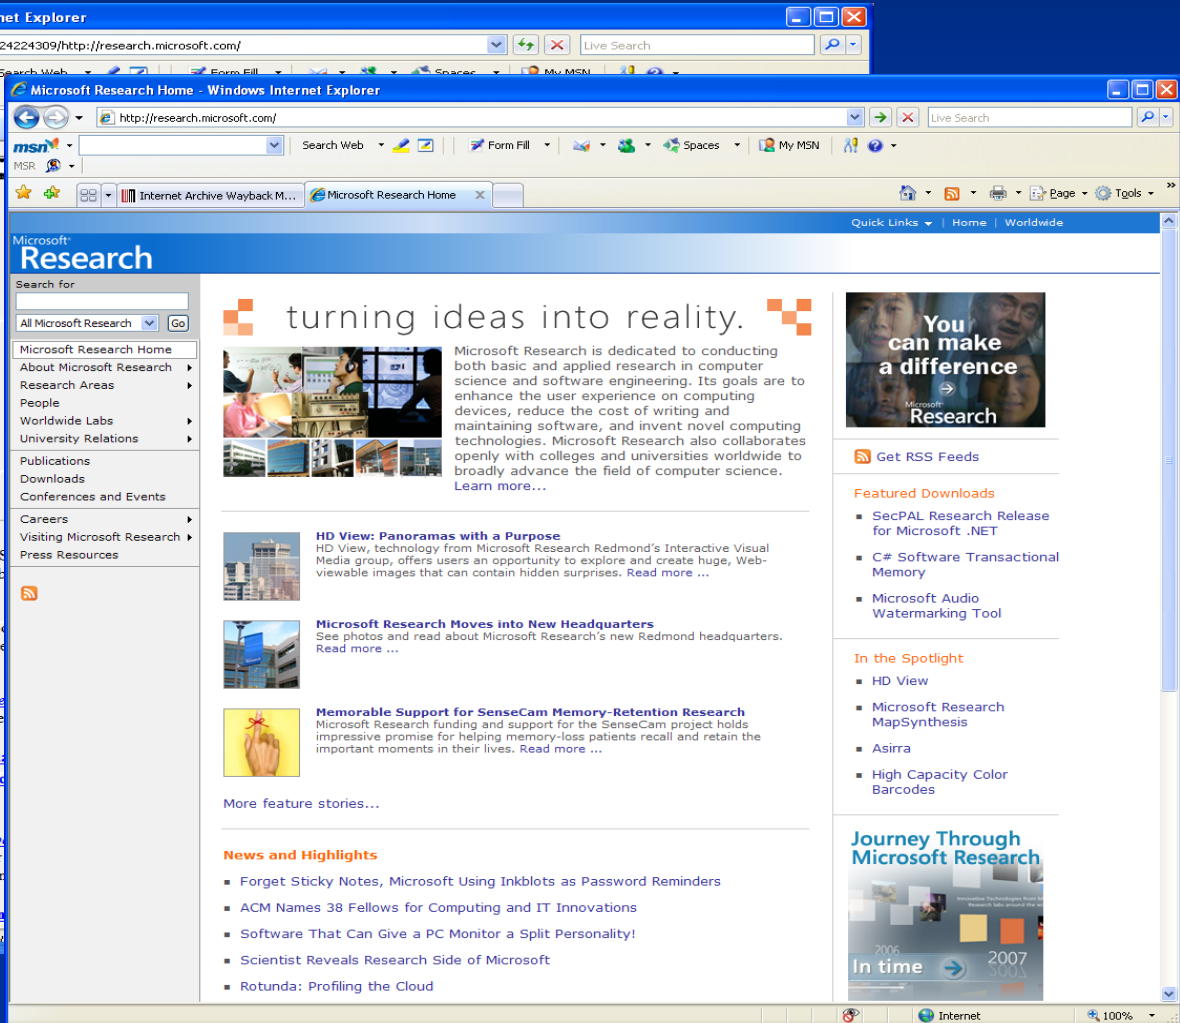 net Explorer
24224309/http://research.microsoft.com/
Live Search
Search Web
Form Fill
Spaces
My MSN
Microsoft Research Home - Windows Internet Explorer
http://research.microsoft.com/
Live Search
msn
Search Web
Form Fill
Spaces
My MSN
MSR
Internet Archive Wayback M...
Microsoft Research Home
Page
Tools
Quick Links | Home | Worldwide
Microsoft
Research
Search for
All Microsoft Research
Go
Microsoft Research Home
About Microsoft Research
Research Areas
People
Worldwide Labs
University Relations
Publications
Downloads
Conferences and Events
Careers
Visiting Microsoft Research
Press Resources
turning ideas into reality.
Microsoft Research is dedicated to conducting
both basic and applied research in computer
science and software engineering. Its goals are to
enhance the user experience on computing
devices, reduce the cost of writing and
maintaining software, and invent novel computing
technologies. Microsoft Research also collaborates
openly with colleges and universities worldwide to
broadly advance the field of computer science.
Learn more...
HD View: Panoramas with a Purpose
HD View, technology from Microsoft Research Redmond's Interactive Visual
Media group, offers users an opportunity to explore and create huge, Web-
viewable images that can contain hidden surprises. Read more ...
Microsoft Research Moves into New Headquarters
See photos and read about Microsoft Research's new Redmond headquarters.
Read more ...
Memorable Support for SenseCam Memory-Retention Research
Microsoft Research funding and support for the SenseCam project holds
impressive promise for helping memory-loss patients recall and retain the
important moments in their lives. Read more ...
More feature stories...
News and Highlights
Forget Sticky Notes, Microsoft Using Inkblots as Password Reminders
ACM Names 38 Fellows for Computing and IT Innovations
Software That Can Give a PC Monitor a Split Personality!
Scientist Reveals Research Side of Microsoft
Rotunda: Profiling the Cloud
You
can make
a difference
Microsoft
Research
Get RSS Feeds
Featured Downloads
SecPAL Research Release
for Microsoft .NET
C# Software Transactional
Memory
Microsoft Audio
Watermarking Tool
In the Spotlight
HD View
Microsoft Research
MapSynthesis
Asirra
High Capacity Color
Barcodes
Journey Through
Microsoft Research
Innovative Technologies from
Research labs around the
2006
2007
In time
Internet
100%